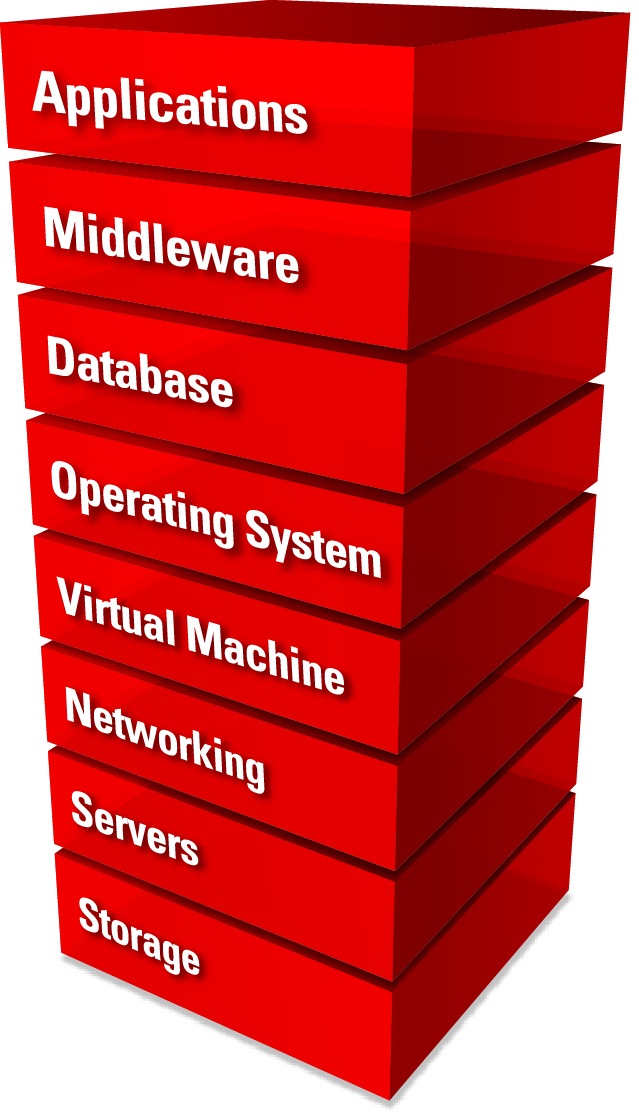 Applications
Middleware
Database
Operating System
Virtual Machine
Networking
Servers
Storage